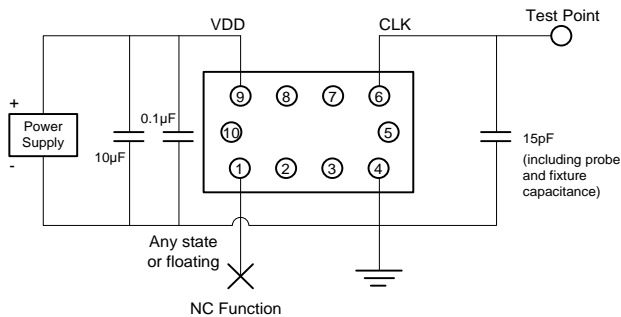 Test Point
VDD
CLK
+
Power
Supply
-
10µF
0.1µF
9
8
7
6
10
5
1
2
3
4
15pF
(including probe
and fixture
capacitance)
Any state
or floating
NC Function